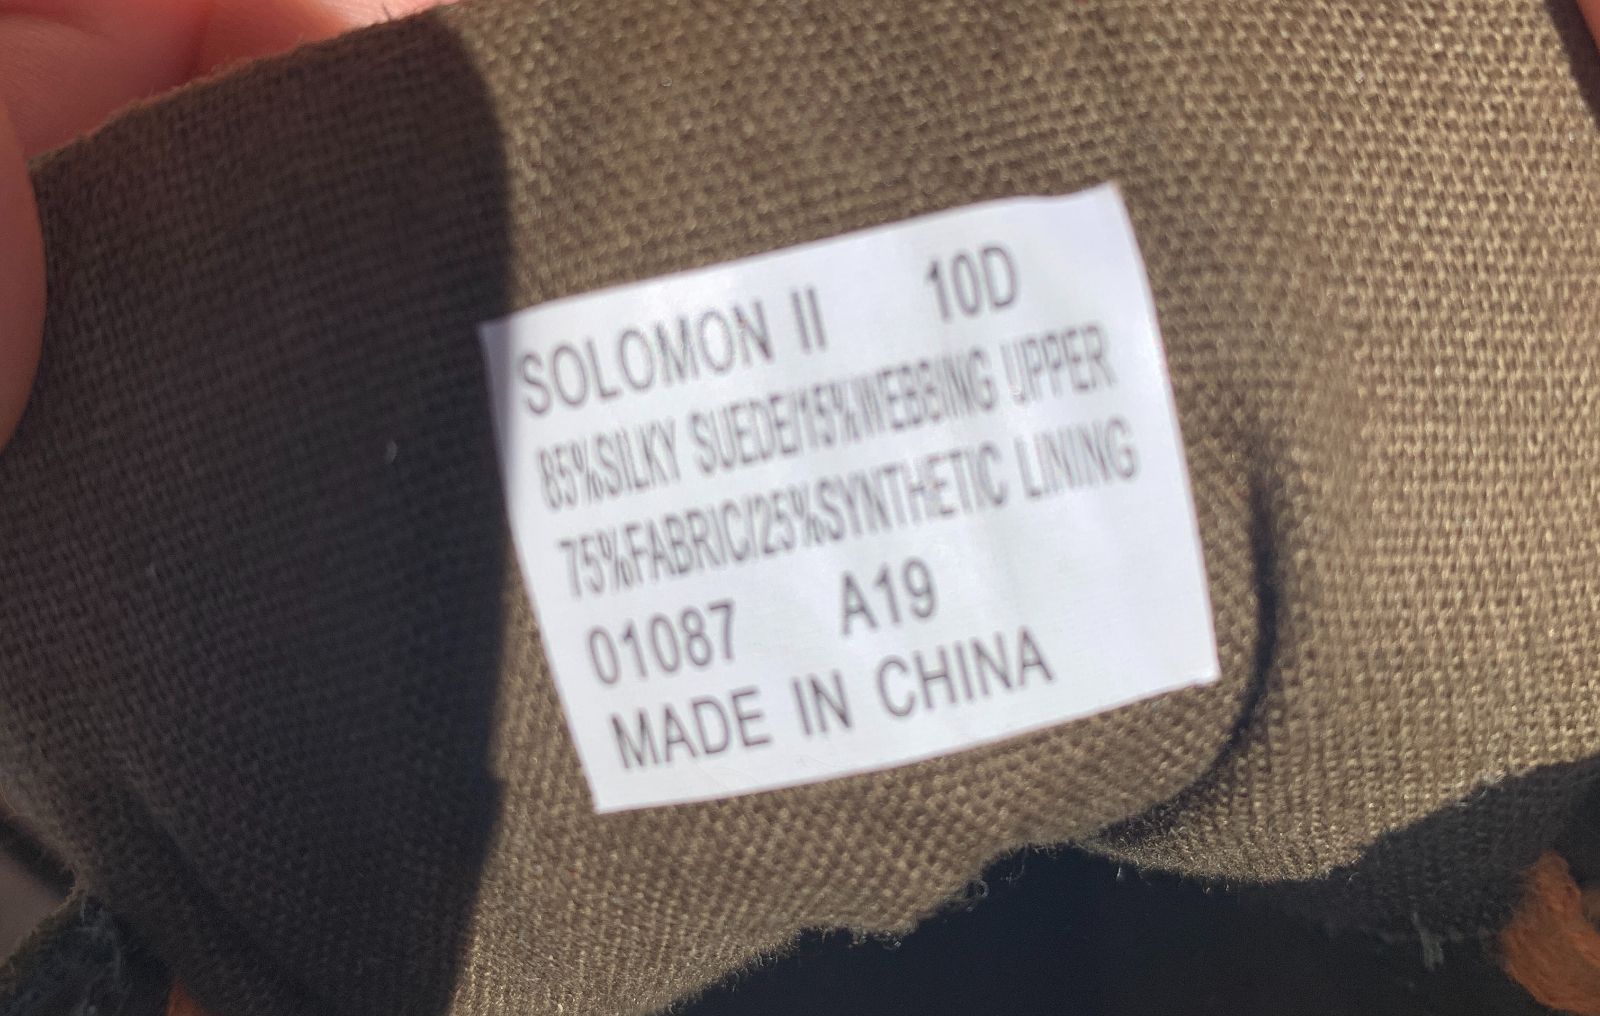 SOLOMON II 10D
85%SILKY SUEDE/15%WEBBING UPPER
75%FABRIC/25%SYNTHETIC LINING
01087 A19
MADE IN CHINA